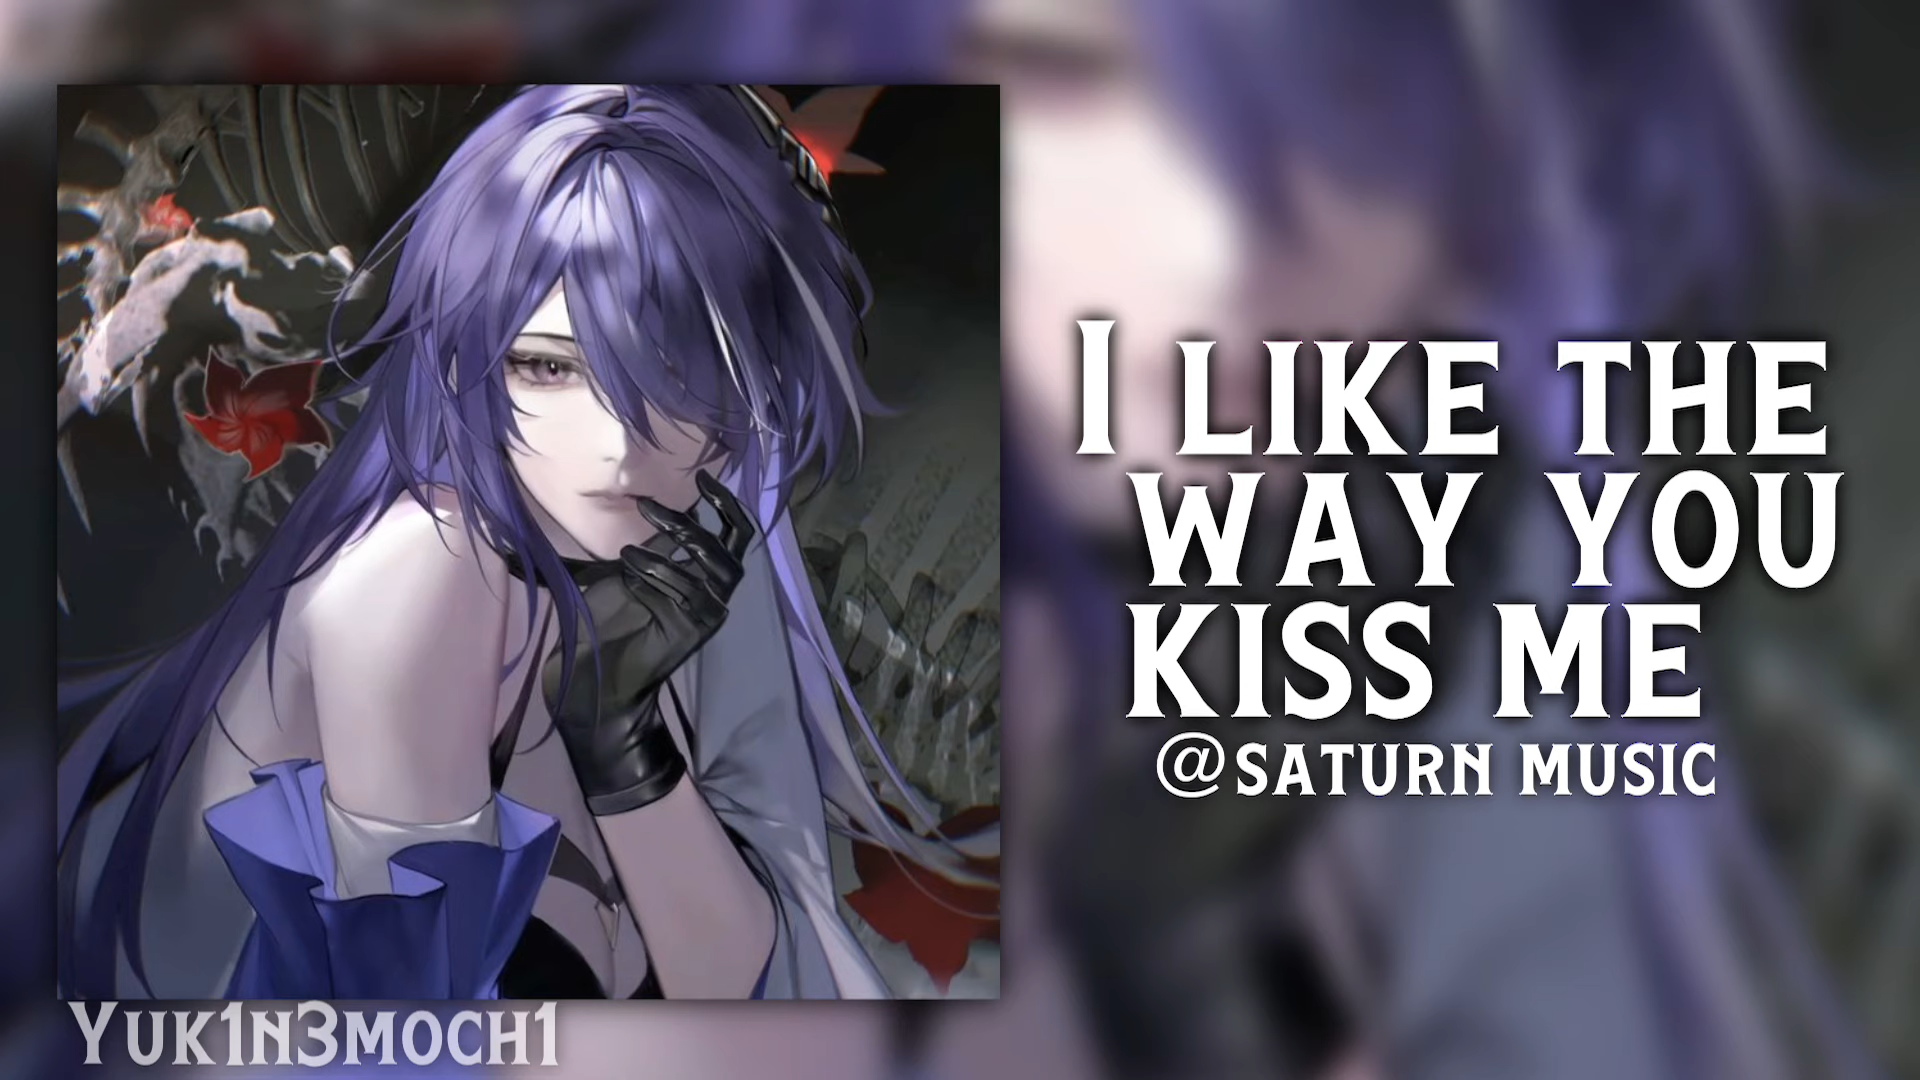 I LIKE THE
WAY YOU
KISS ME
@SATURN MUSIC
YUK1N3MOCH1